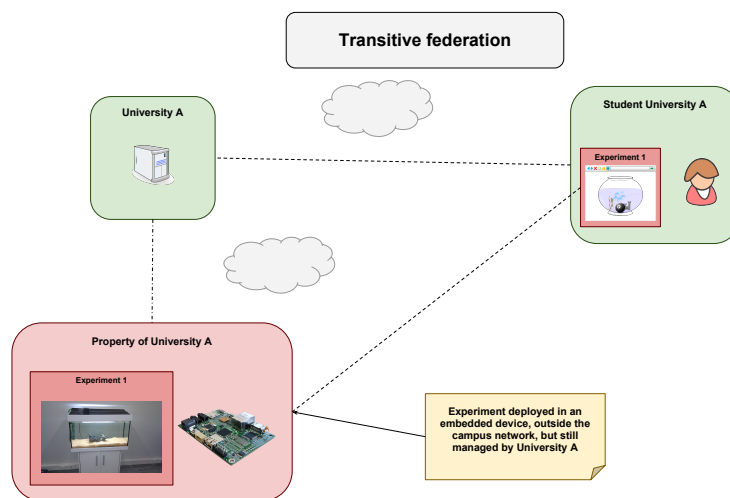 Transitive federation
University A
Student University A
Experiment 1
Property of University A
Experiment 1
Experiment deployed in an
embedded device, outside the
campus network, but still
managed by University A